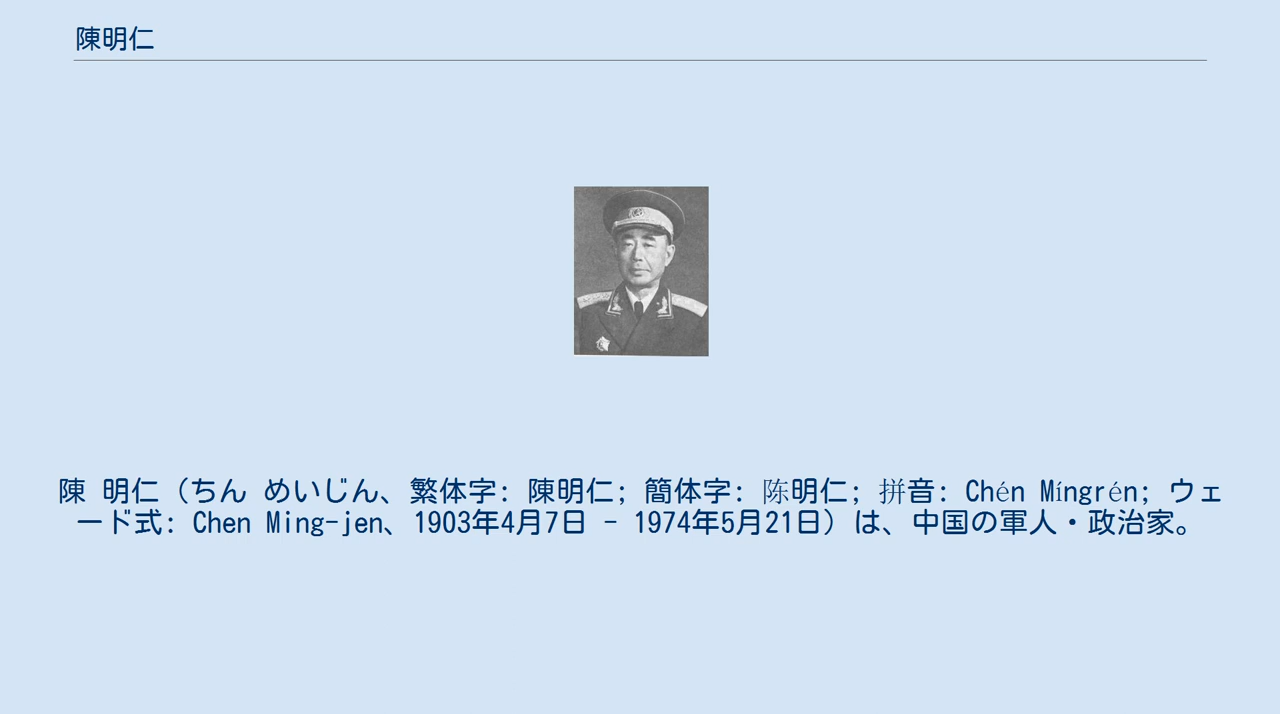 陳明仁
陳 明仁（ちん めいじん、繁体字: 陳明仁; 簡体字: 陈明仁; 拼音: Chén Míngrén; ウェ
ード式: Chen Ming-jen、1903年4月7日 - 1974年5月21日）は、中国の軍人・政治家。